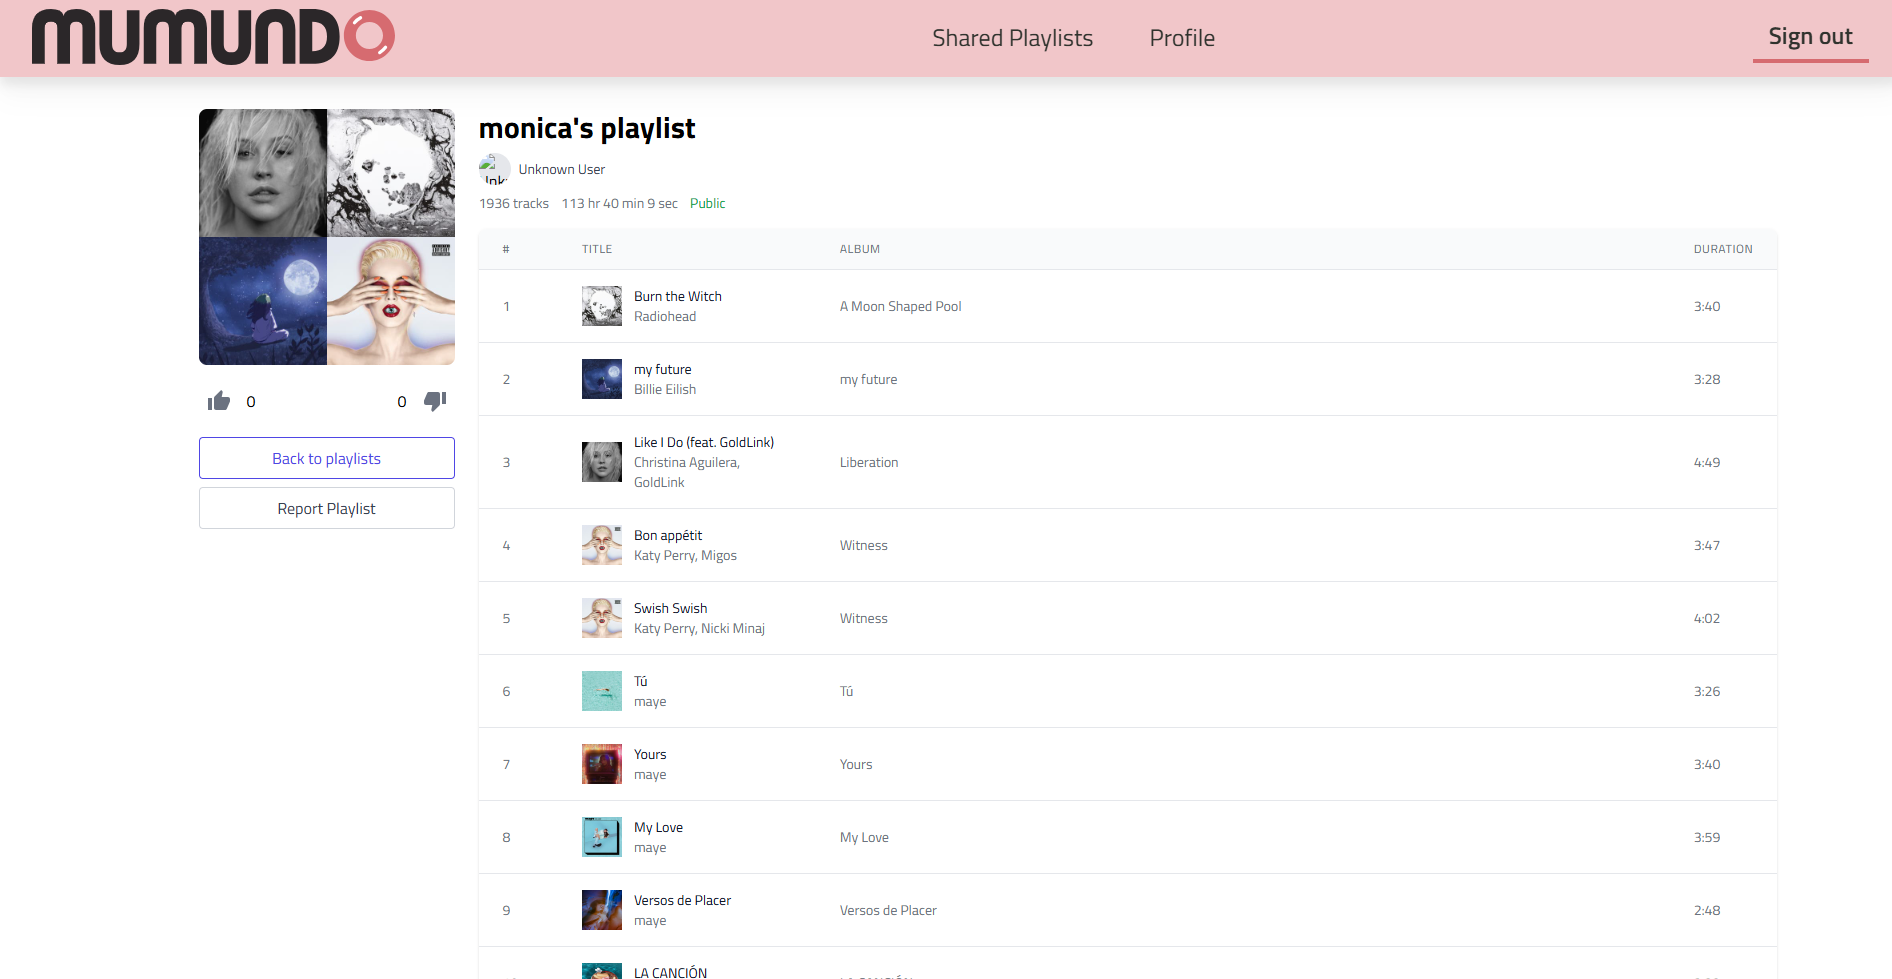 mumundo
Shared Playlists
Profile
Sign out
monica's playlist
Unknown User
1936 tracks 113 hr 40 min 9 sec Public
# TITLE ALBUM DURATION
1 Burn the Witch A Moon Shaped Pool 3:40
Radiohead
2 my future my future 3:28
Billie Eilish
3 Like I Do (feat. GoldLink) Liberation 4:49
Christina Aguilera,
GoldLink
4 Bon appétit Witness 3:47
Katy Perry, Migos
5 Swish Swish Witness 4:02
Katy Perry, Nicki Minaj
6 Tú Tú 3:26
maye
7 Yours Yours 3:40
maye
8 My Love My Love 3:59
maye
9 Versos de Placer Versos de Placer 2:48
maye
LA CANCIÓN
0 0
Back to playlists
Report Playlist